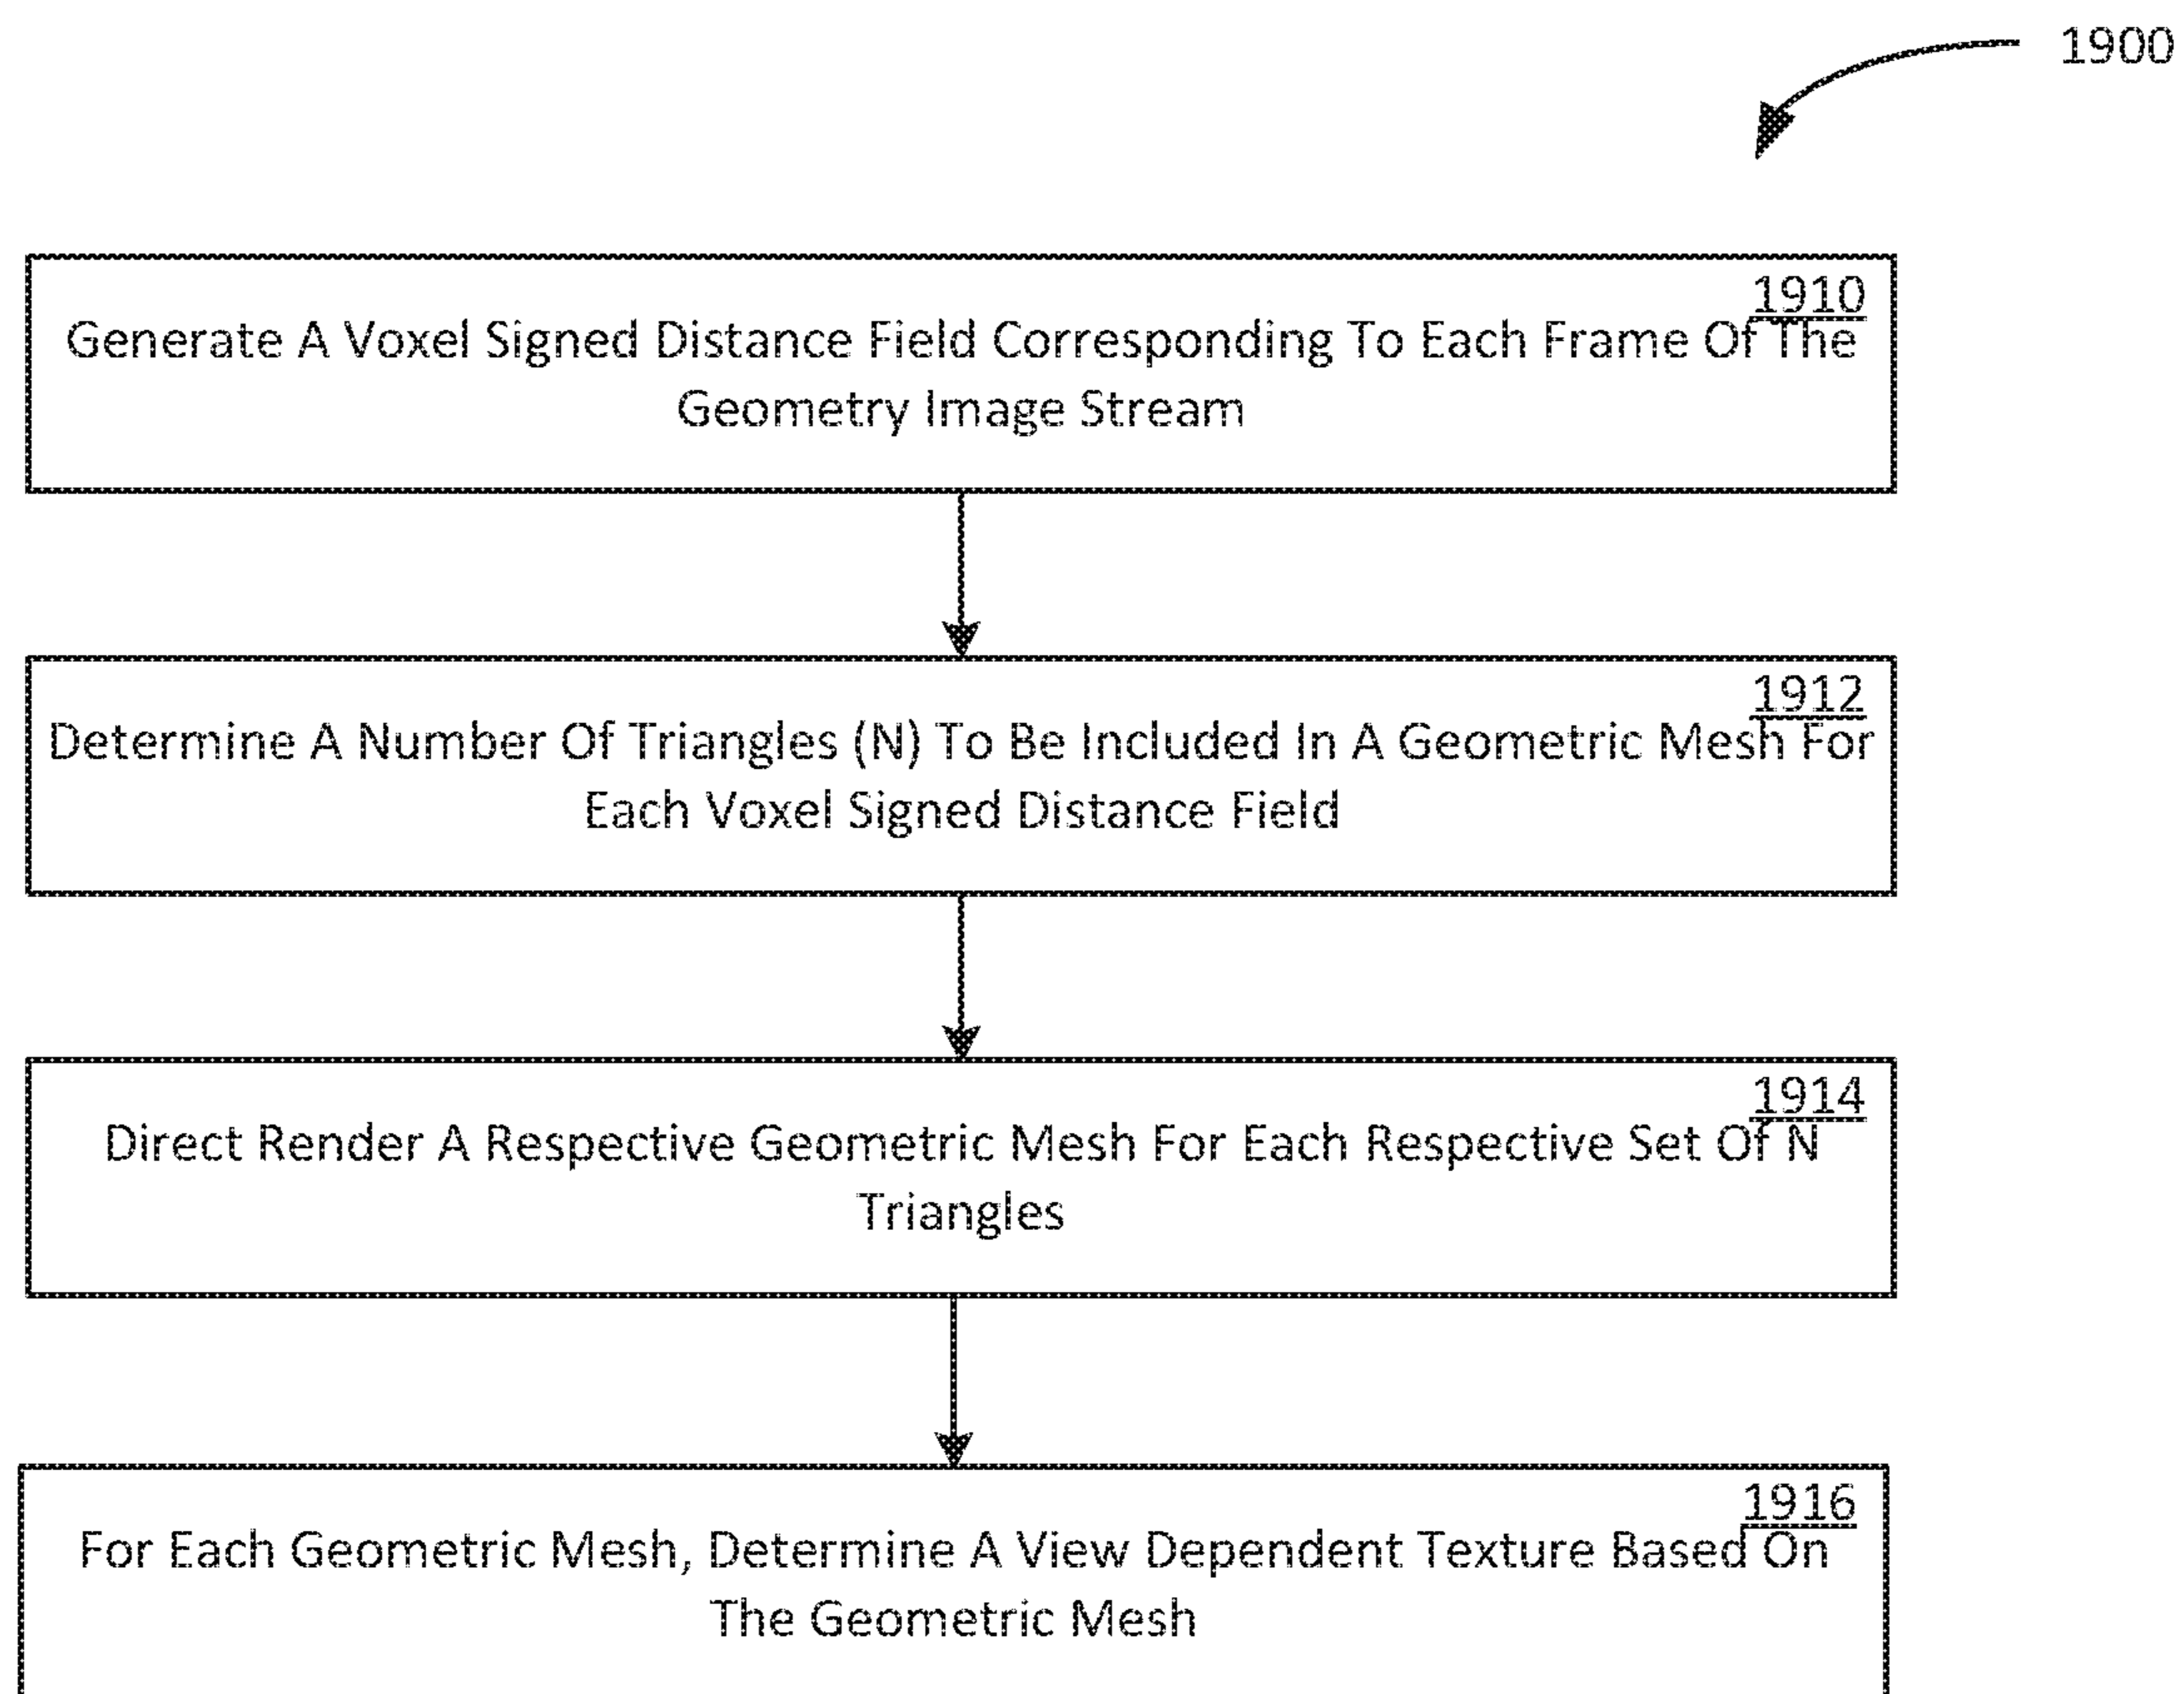 1900
1910
Generate A Voxel Signed Distance Field Corresponding To Each Frame Of The
Geometry Image Stream
1912
Determine A Number Of Triangles (N) To Be Included In A Geometric Mesh For
Each Voxel Signed Distance Field
1914
Direct Render A Respective Geometric Mesh For Each Respective Set Of N
Triangles
1916
For Each Geometric Mesh, Determine A View Dependent Texture Based On
The Geometric Mesh